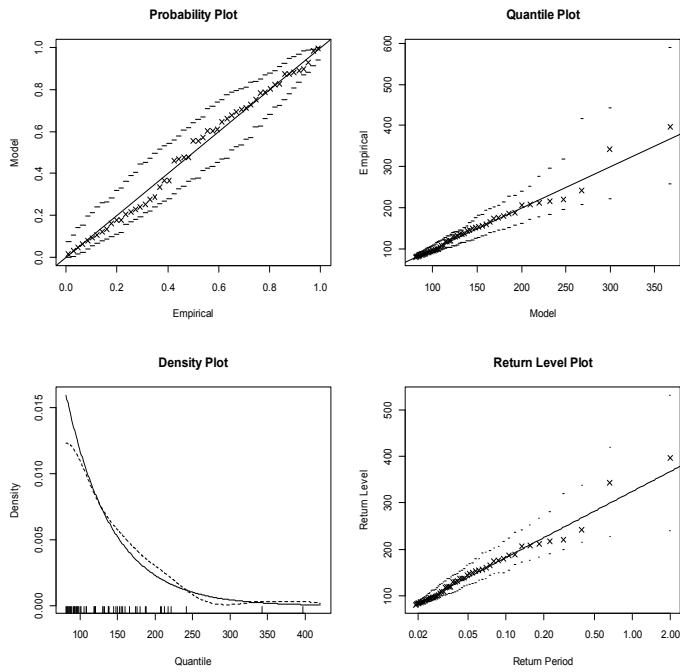 Probability Plot
Model
0.0 0.2 0.4 0.6 0.8 1.0
0.0 0.2 0.4 0.6 0.8 1.0
Empirical
Quantile Plot
Empirical
100 200 300 400 500 600
100 150 200 250 300 350
Model
Density Plot
Density
0.000 0.005 0.010 0.015
100 150 200 250 300 350 400
Quantile
Return Level Plot
Return Level
100 200 300 400 500
0.02 0.05 0.10 0.20 0.50 1.00 2.00
Return Period